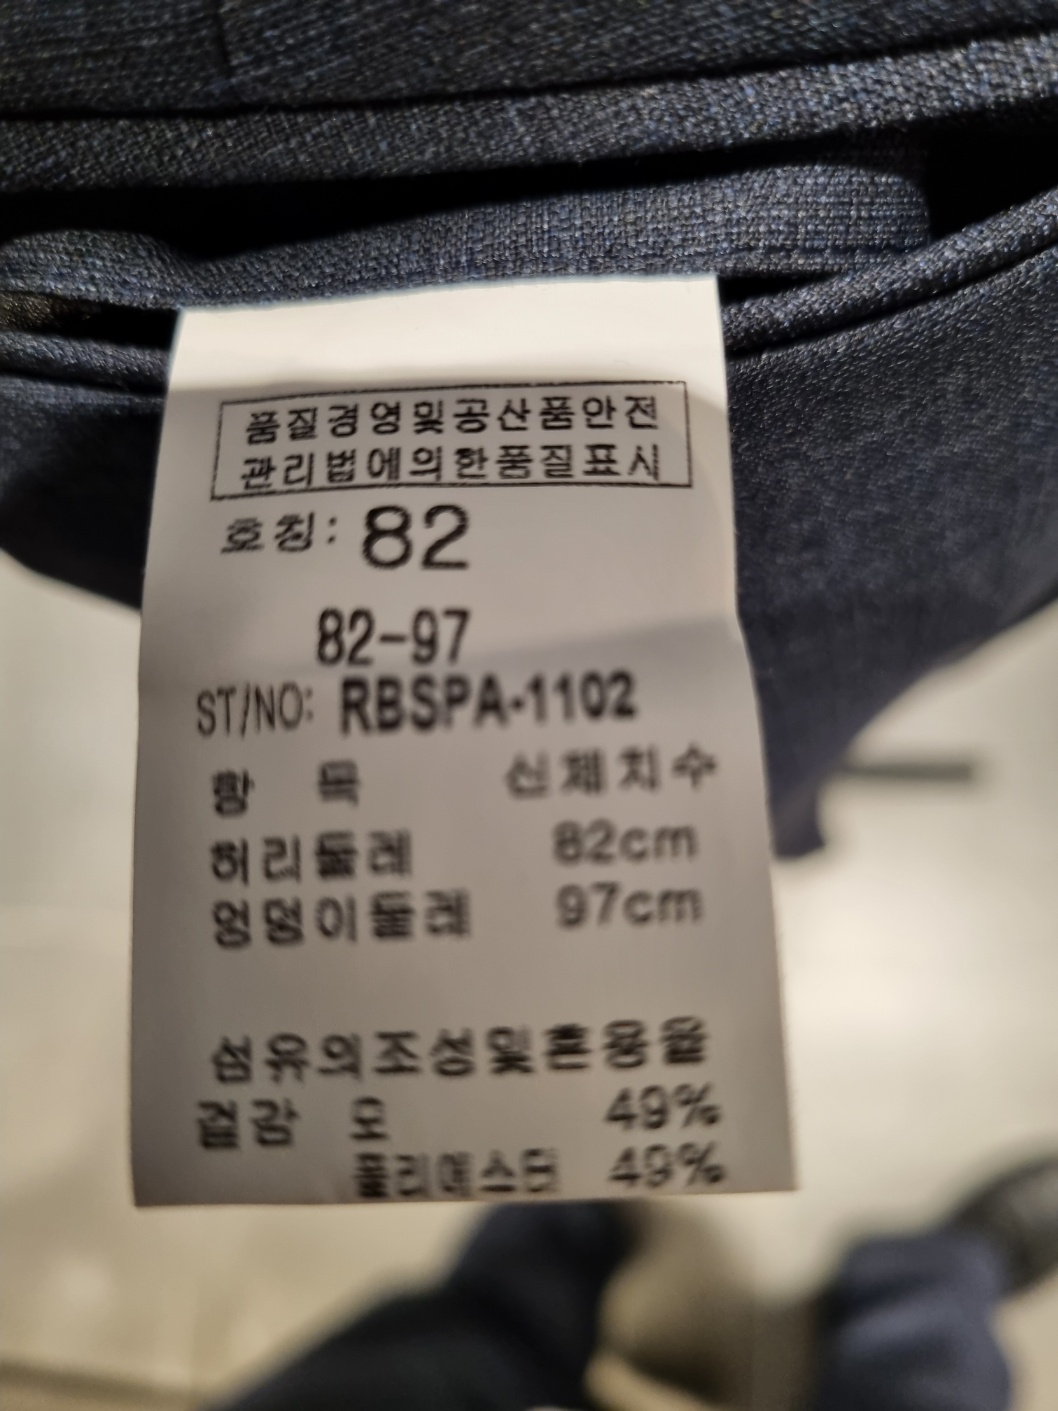 품질경영및공산품안전
관리법에의한품질표시
호칭: 82
82-97
ST/NO: RBSPA-1102
항 목 신체치수
허리둘레 82cm
엉덩이둘레 97cm
섬유의조성및혼용율
겉감 모 49%
폴리에스터 49%